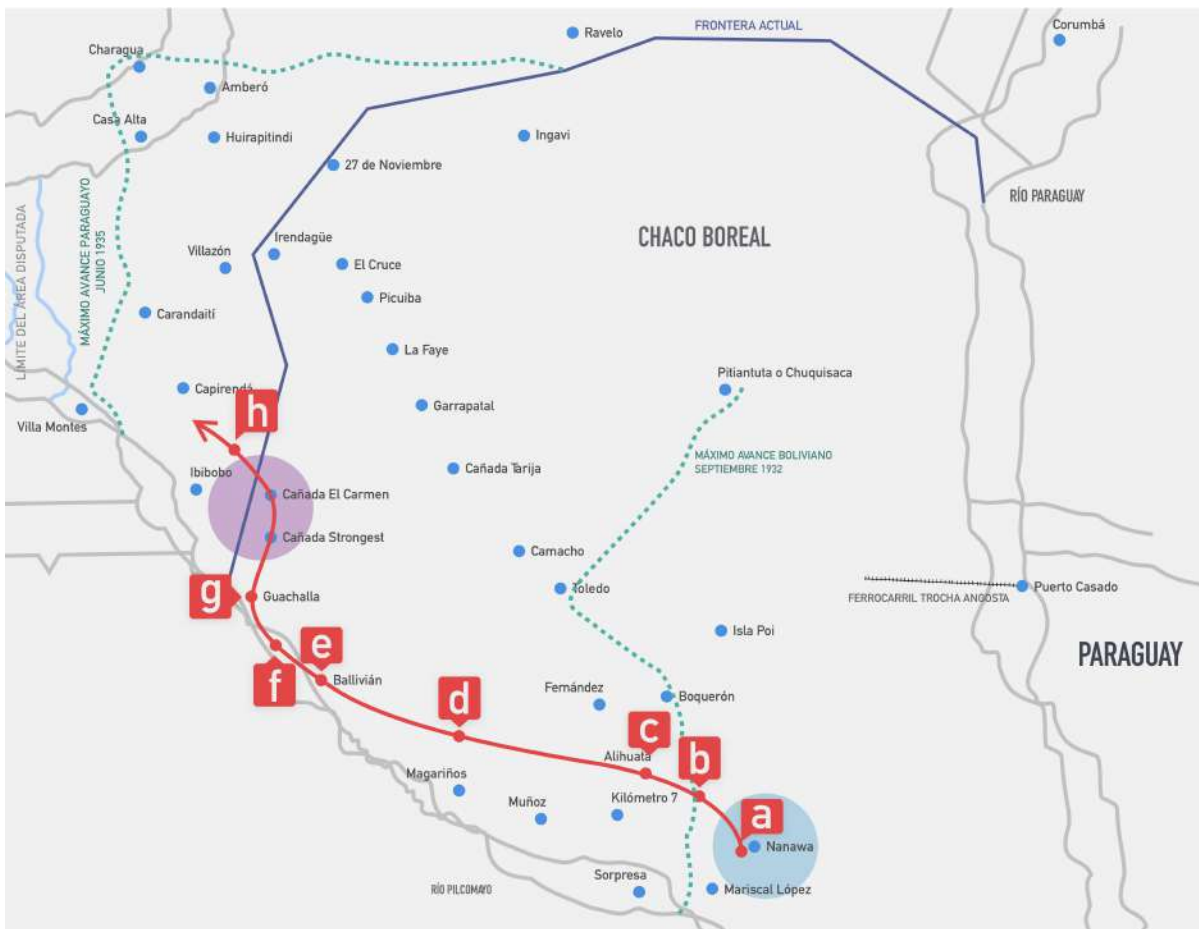 Ravelo
FRONTERA ACTUAL
Corumbá
Charagua
Amberó
Casa Alta
Huirapitindi
Ingavi
27 de Noviembre
RÍO PARAGUAY
LÍMITE DEL ÁREA DISPUTADA
MÁXIMO AVANCE PARAGUAYO
JUNIO 1935
CHACO BOREAL
Irendagüe
Villazón
El Cruce
Picuiba
Carandaití
La Faye
Pitiantuta o Chuquisaca
Capirendá
h
Garrapatal
Villa Montes
MÁXIMO AVANCE BOLIVIANO
SEPTIEMBRE 1932
Cañada Tarija
Ibibobo
Cañada El Carmen
Cañada Strongest
Camacho
Toledo
Puerto Casado
FERROCARRIL TROCHA ANGOSTA
g
Guachalla
Isla Poi
PARAGUAY
e
f
Ballivián
Fernández
Boquerón
d
c
Alihuata
b
Magariños
Muñoz
Kilómetro 7
a
Nanawa
RÍO PILCOMAYO
Sorpresa
Mariscal López